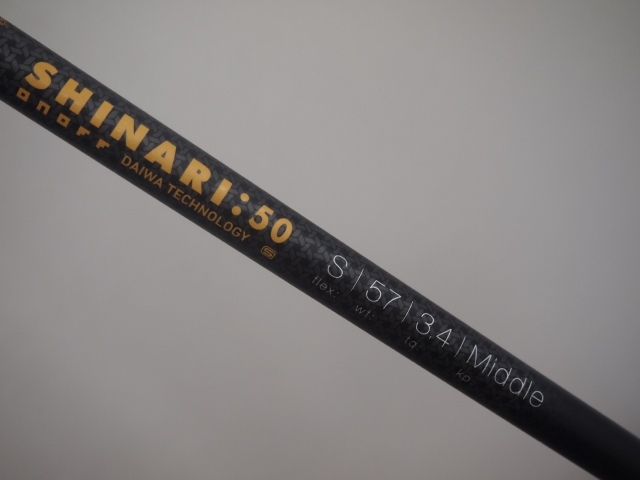 SHINARI:50
onoff DAIWA TECHNOLOGY
S | 57 | 3.4 | Middle
flex: wt: tq: kp: